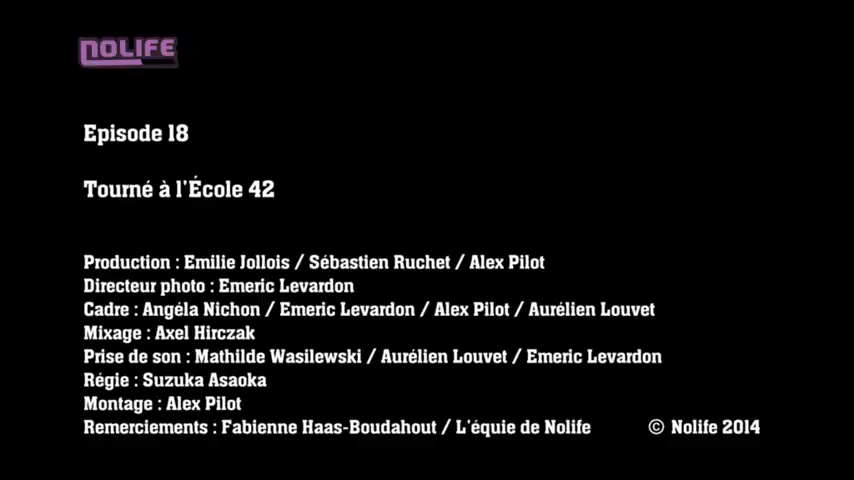 NOLIFE
Episode 18
Tourné à l'École 42
Production : Emilie Jollois / Sébastien Ruchet / Alex Pilot
Directeur photo : Emeric Levardon
Cadre : Angéla Nichon / Emeric Levardon / Alex Pilot / Aurélien Louvet
Mixage : Axel Hirczak
Prise de son : Mathilde Wasilewski / Aurélien Louvet / Emeric Levardon
Régie : Suzuka Asaoka
Montage : Alex Pilot
Remerciements : Fabienne Haas-Boudahout / L'équie de Nolife © Nolife 2014